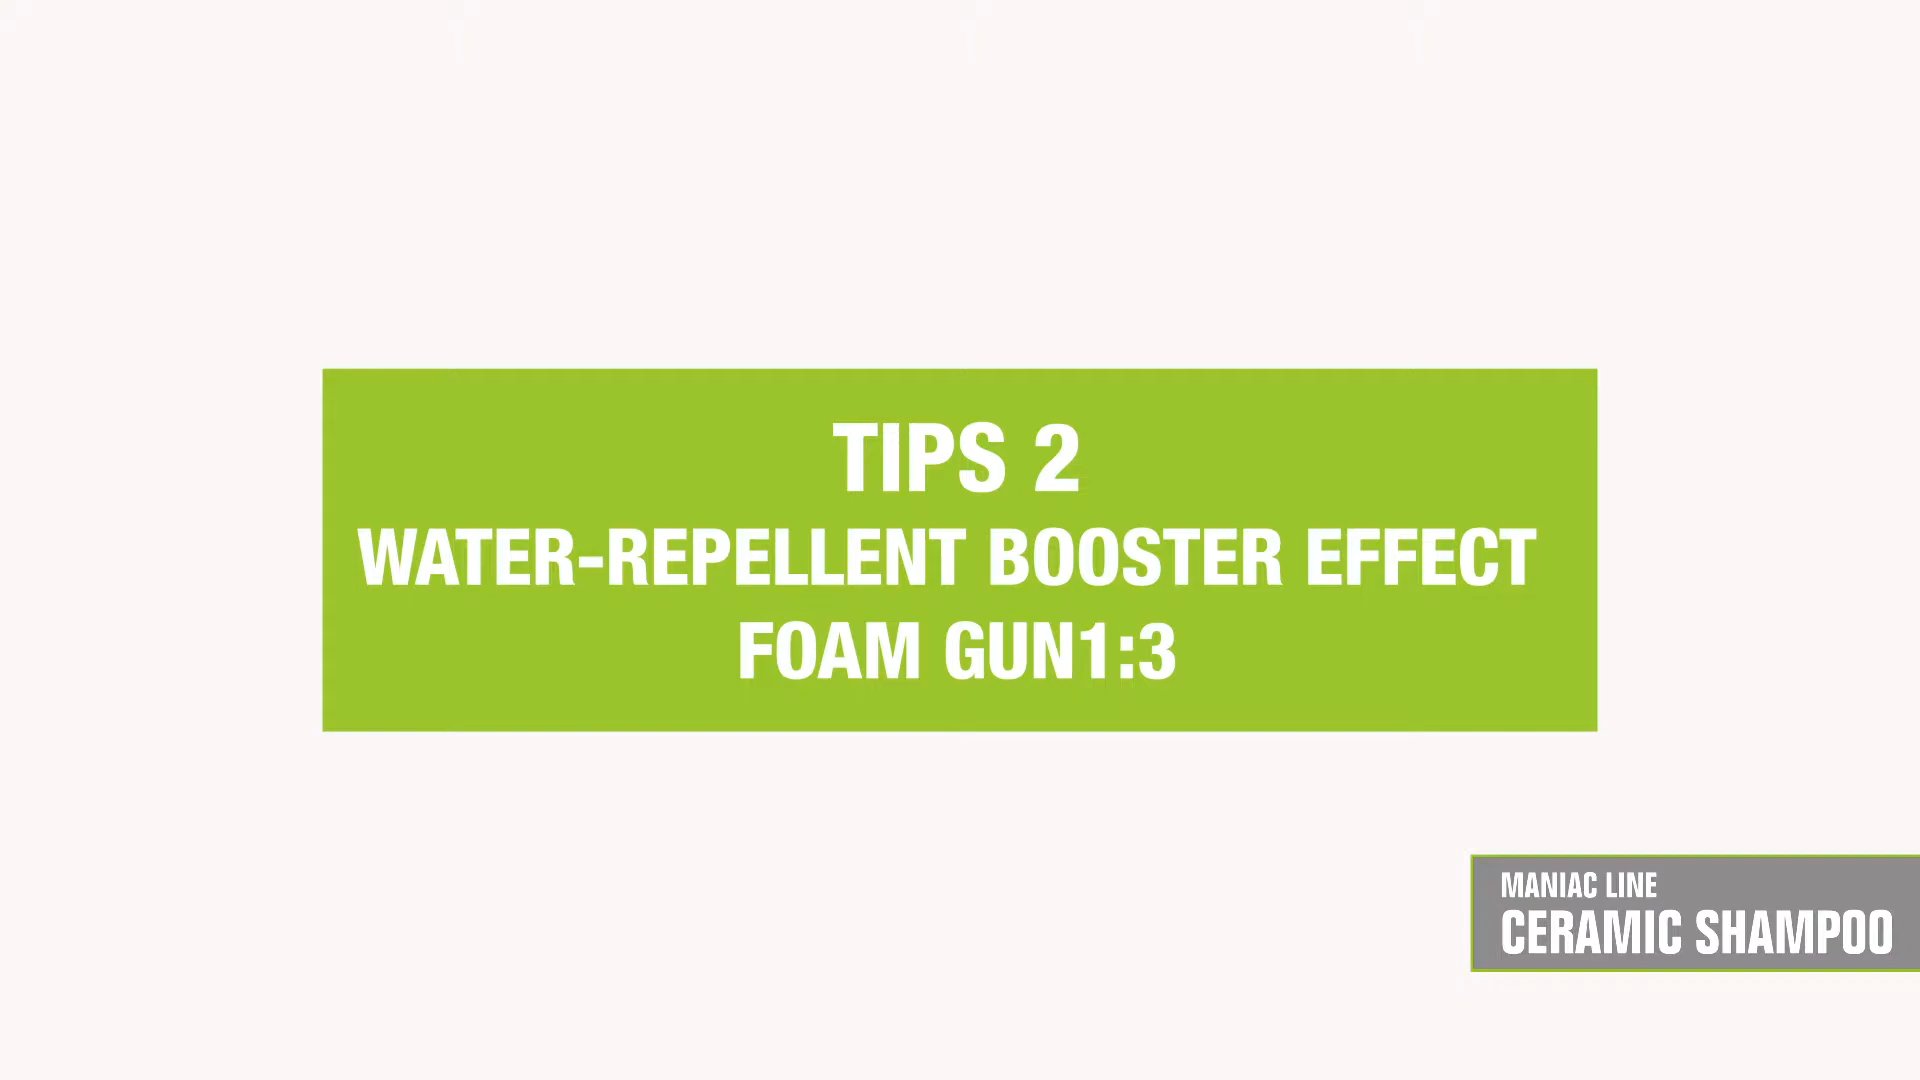 TIPS 2
WATER-REPELLENT BOOSTER EFFECT
FOAM GUN1:3
MANIAC LINE
CERAMIC SHAMPOO